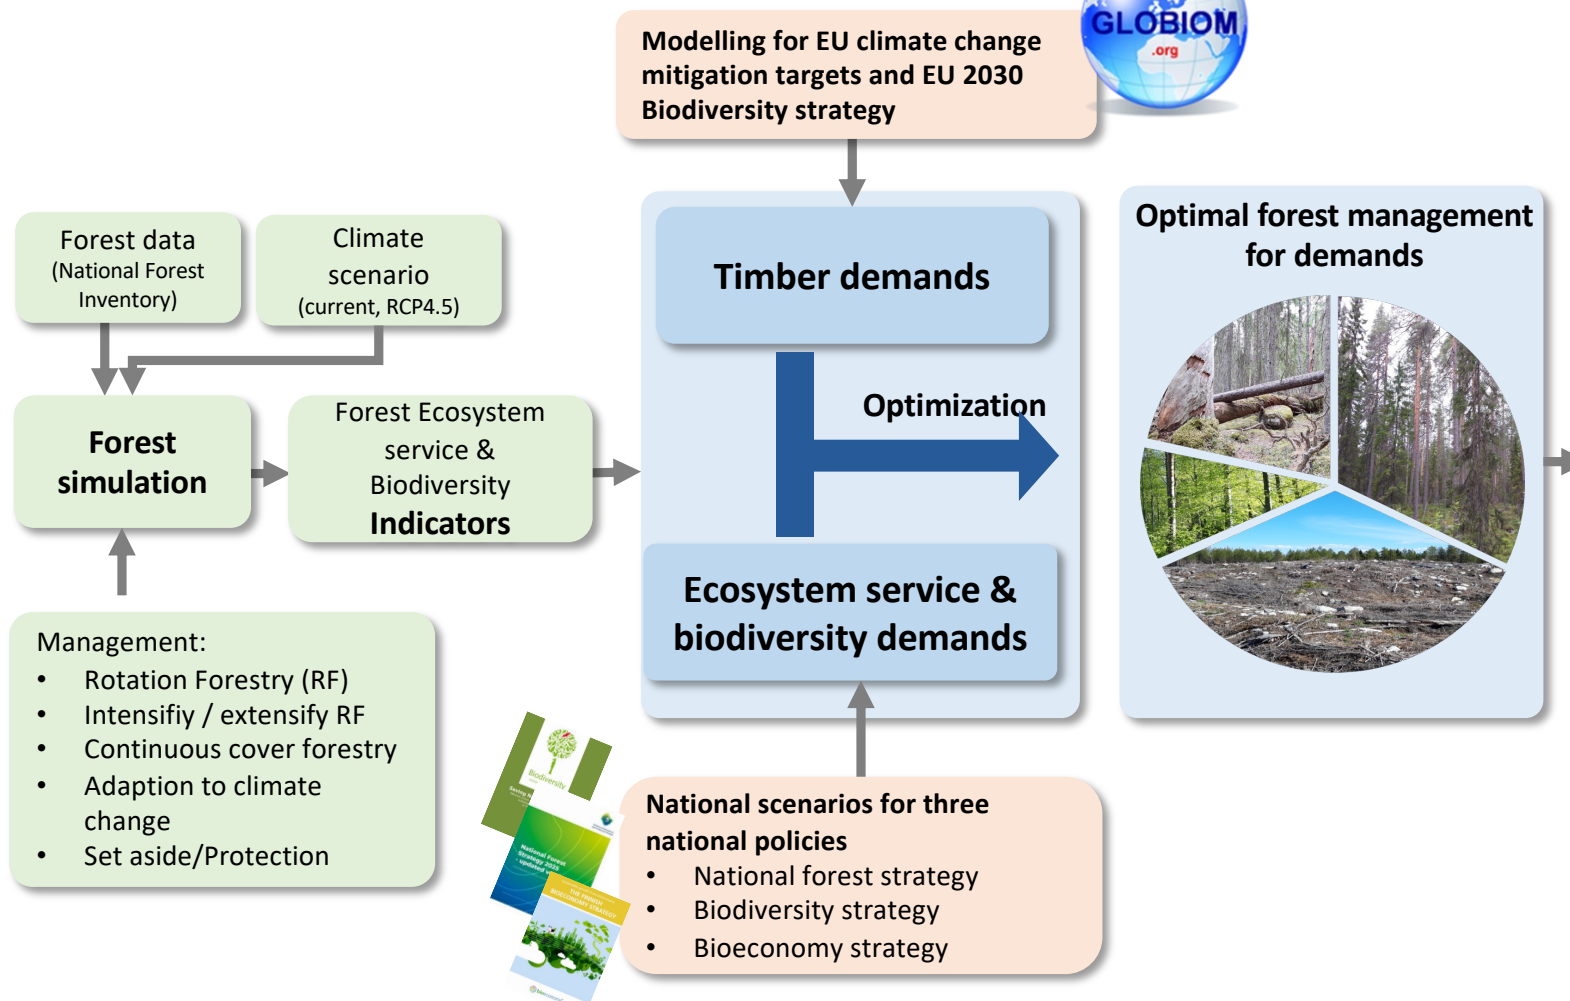 GLOBIOM
.org
Modelling for EU climate change
mitigation targets and EU 2030
Biodiversity strategy
Forest data
(National Forest
Inventory)
Climate
scenario
(current, RCP4.5)
Timber demands
Optimal forest management
for demands
Optimization
Forest
simulation
Forest Ecosystem
service &
Biodiversity
Indicators
Ecosystem service &
biodiversity demands
Management:
• Rotation Forestry (RF)
• Intensifiy / extensify RF
• Continuous cover forestry
• Adaption to climate
change
• Set aside/Protection
Biodiversity
National Forest
Strategy 2025
THE FINNISH
BIOECONOMY STRATEGY
National scenarios for three
national policies
• National forest strategy
• Biodiversity strategy
• Bioeconomy strategy